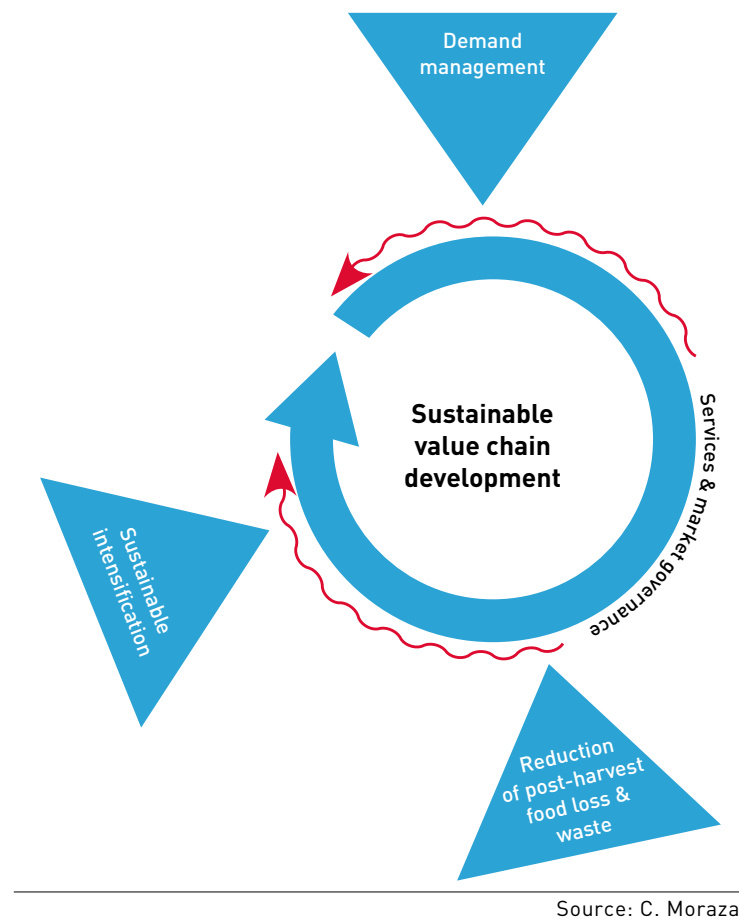 Demand
management
Sustainable
value chain
development
Services & market governance
Sustainable
intensification
Reduction
of post-harvest
food loss &
waste
Source: C. Moraza